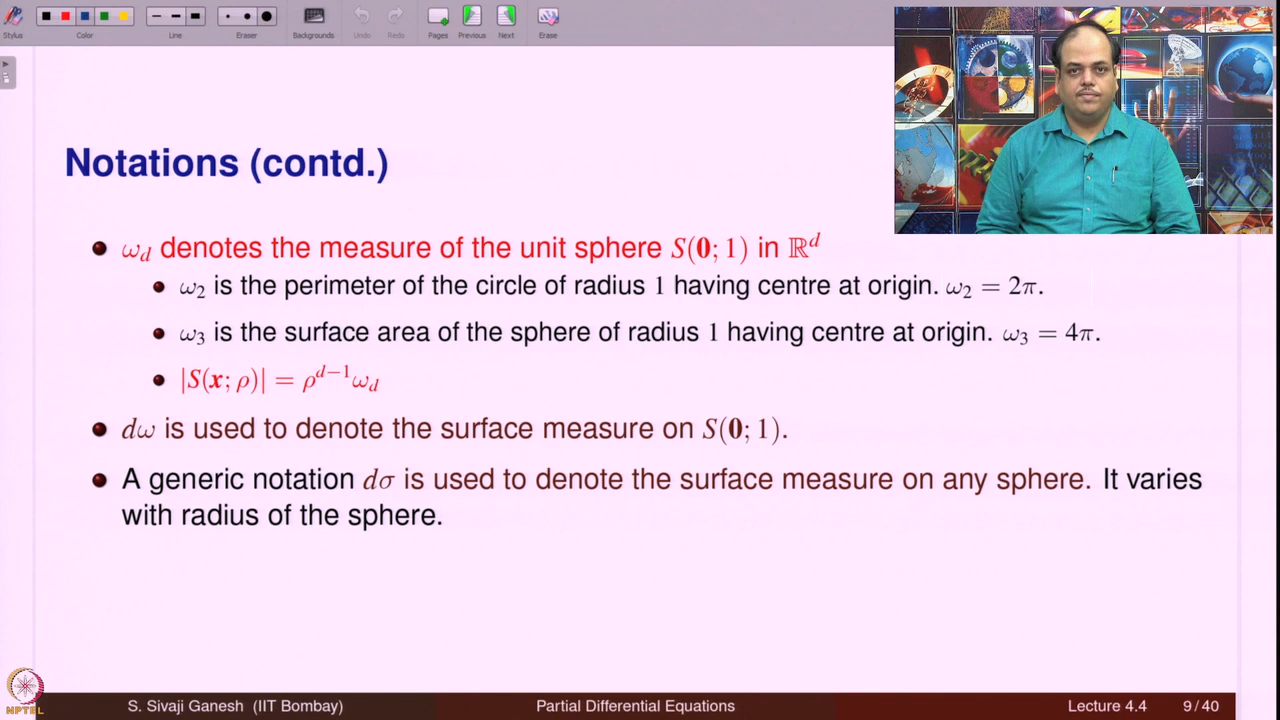 Stylus Color Line Eraser Backgrounds Undo Redo Pages Previous Next Erase
Notations (contd.)
ω_d denotes the measure of the unit sphere S(0; 1) in ℝ^d
ω₂ is the perimeter of the circle of radius 1 having centre at origin. ω₂ = 2π.
ω₃ is the surface area of the sphere of radius 1 having centre at origin. ω₃ = 4π.
|S(x; ρ)| = ρ^{d−1}ω_d
dω is used to denote the surface measure on S(0; 1).
A generic notation dσ is used to denote the surface measure on any sphere. It varies
with radius of the sphere.
NPTEL
S. Sivaji Ganesh (IIT Bombay) Partial Differential Equations Lecture 4.4 9 / 40